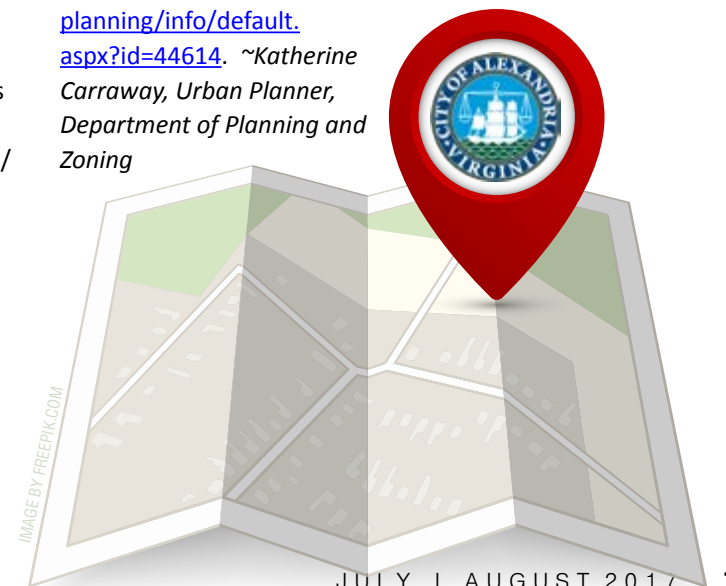 s
/
planning/info/default.
aspx?id=44614. ~Katherine
Carraway, Urban Planner,
Department of Planning and
Zoning
CITY OF ALEXANDRIA
VIRGINIA
IMAGE BY FREEPIK.COM
JULY | AUGUST 2017